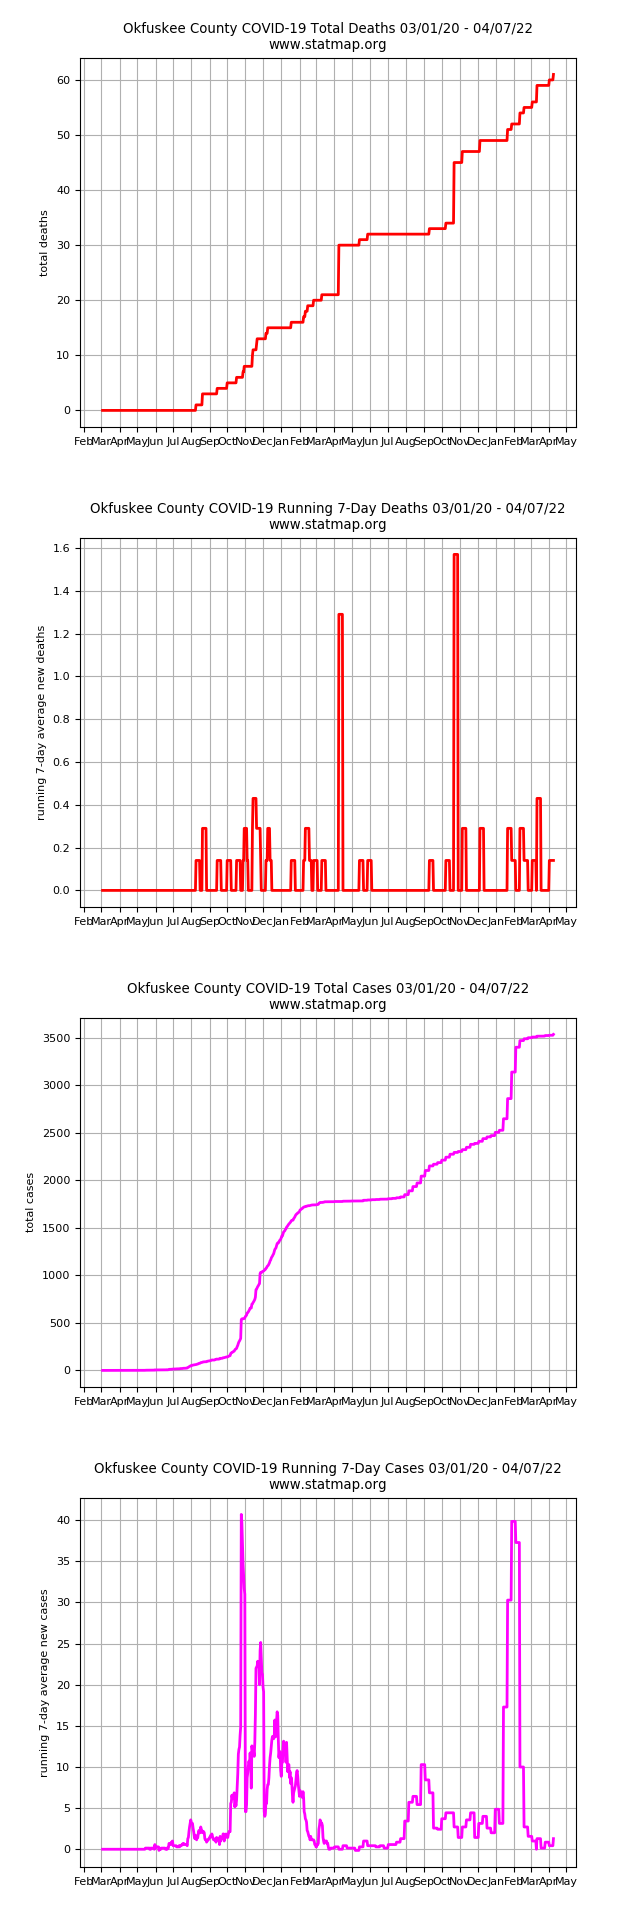 Okfuskee County COVID-19 Total Deaths 03/01/20 - 04/07/22
www.statmap.org
60
50
40
30
20
10
0
total deaths
Feb Mar Apr May Jun Jul Aug Sep Oct Nov Dec Jan Feb Mar Apr May Jun Jul Aug Sep Oct Nov Dec Jan Feb Mar Apr May
Okfuskee County COVID-19 Running 7-Day Deaths 03/01/20 - 04/07/22
www.statmap.org
1.6
1.4
1.2
1.0
0.8
0.6
0.4
0.2
0.0
running 7-day average new deaths
Feb Mar Apr May Jun Jul Aug Sep Oct Nov Dec Jan Feb Mar Apr May Jun Jul Aug Sep Oct Nov Dec Jan Feb Mar Apr May
Okfuskee County COVID-19 Total Cases 03/01/20 - 04/07/22
www.statmap.org
3500
3000
2500
2000
1500
1000
500
0
total cases
Feb Mar Apr May Jun Jul Aug Sep Oct Nov Dec Jan Feb Mar Apr May Jun Jul Aug Sep Oct Nov Dec Jan Feb Mar Apr May
Okfuskee County COVID-19 Running 7-Day Cases 03/01/20 - 04/07/22
www.statmap.org
40
35
30
25
20
15
10
5
0
running 7-day average new cases
Feb Mar Apr May Jun Jul Aug Sep Oct Nov Dec Jan Feb Mar Apr May Jun Jul Aug Sep Oct Nov Dec Jan Feb Mar Apr May